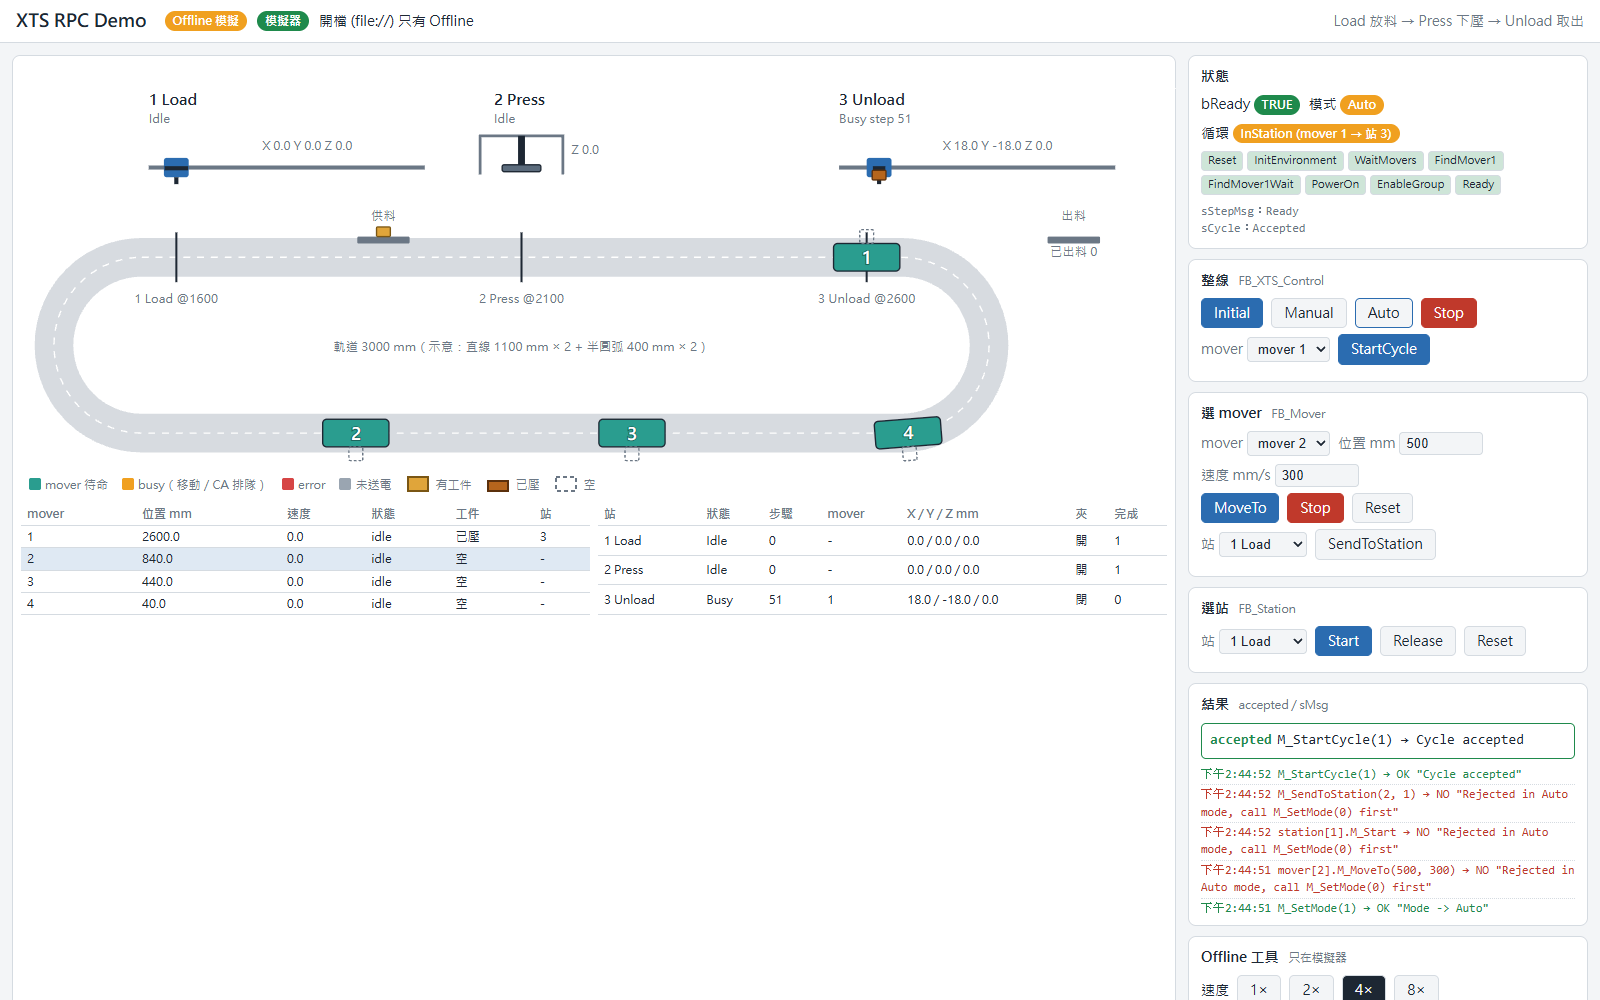 XTS RPC Demo Offline 模擬 模擬器 開檔 (file://) 只有 Offline
Load 放料 → Press 下壓 → Unload 取出
1 Load
Idle
X 0.0 Y 0.0 Z 0.0
2 Press
Idle
Z 0.0
3 Unload
Busy step 51
X 18.0 Y -18.0 Z 0.0
供料
出料
已出料 0
1
1 Load @1600
2 Press @2100
3 Unload @2600
軌道 3000 mm ( 示意 : 直線 1100 mm × 2 + 半圓弧 400 mm × 2 )
2
3
4
mover 待命 busy ( 移動 / CA 排隊 ) error 未送電 有工件 已壓 空
mover 位置 mm 速度 狀態 工件 站
1 2600.0 0.0 idle 已壓 3
2 840.0 0.0 idle 空 -
3 440.0 0.0 idle 空 -
4 40.0 0.0 idle 空 -
站 狀態 步驟 mover X / Y / Z mm 夾 完成
1 Load Idle 0 - 0.0 / 0.0 / 0.0 開 1
2 Press Idle 0 - 0.0 / 0.0 / 0.0 開 1
3 Unload Busy 51 1 18.0 / -18.0 / 0.0 閉 0
狀態
bReady TRUE 模式 Auto
循環 InStation (mover 1 → 站 3)
Reset InitEnvironment WaitMovers FindMover1
FindMover1Wait PowerOn EnableGroup Ready
sStepMsg：Ready
sCycle：Accepted
整線 FB_XTS_Control
Initial Manual Auto Stop
mover mover 1 StartCycle
選 mover FB_Mover
mover mover 2 位置 mm 500
速度 mm/s 300
MoveTo Stop Reset
站 1 Load SendToStation
選站 FB_Station
站 1 Load Start Release Reset
結果 accepted / sMsg
accepted M_StartCycle(1) → Cycle accepted
下午2:44:52 M_StartCycle(1) → OK "Cycle accepted"
下午2:44:52 M_SendToStation(2, 1) → NO "Rejected in Auto
mode, call M_SetMode(0) first"
下午2:44:52 station[1].M_Start → NO "Rejected in Auto
mode, call M_SetMode(0) first"
下午2:44:51 mover[2].M_MoveTo(500, 300) → NO "Rejected in
Auto mode, call M_SetMode(0) first"
下午2:44:51 M_SetMode(1) → OK "Mode -> Auto"
Offline 工具 只在模擬器
速度 1× 2× 4× 8×